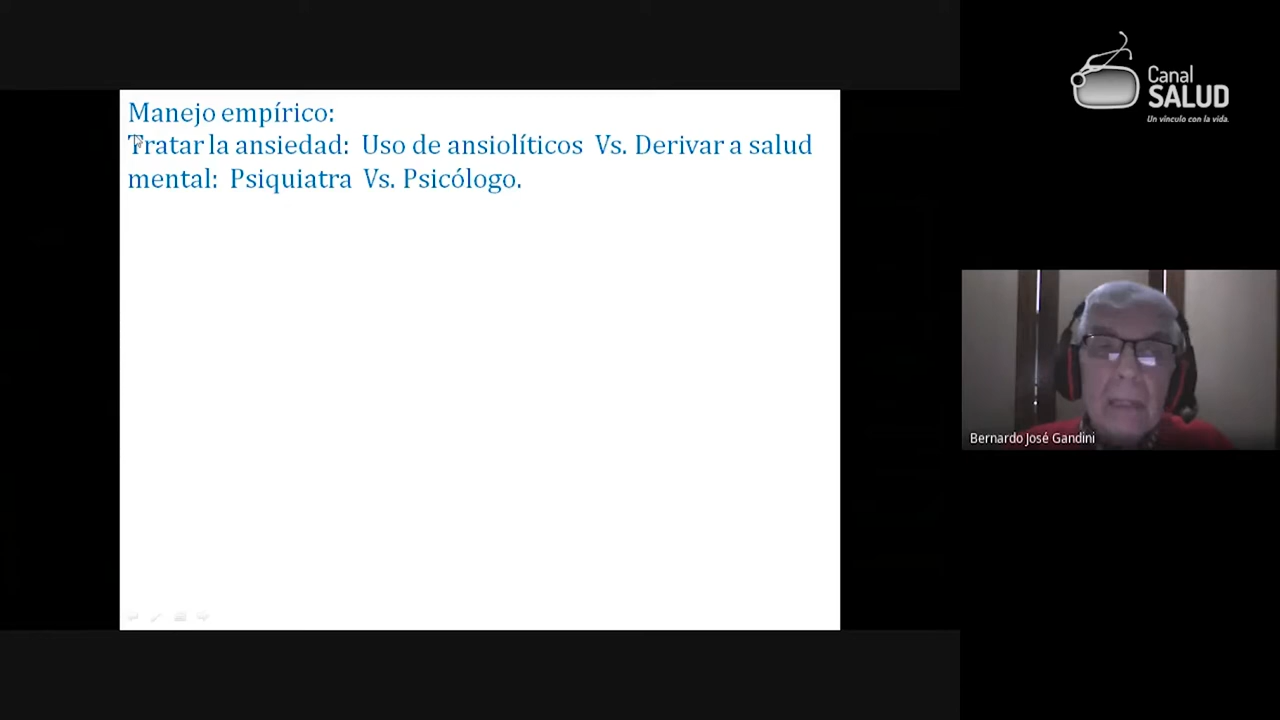 Manejo empírico:
Tratar la ansiedad:  Uso de ansiolíticos  Vs. Derivar a salud
mental:  Psiquiatra  Vs. Psicólogo.
Canal
SALUD
Un vínculo con la vida.
Bernardo José Gandini